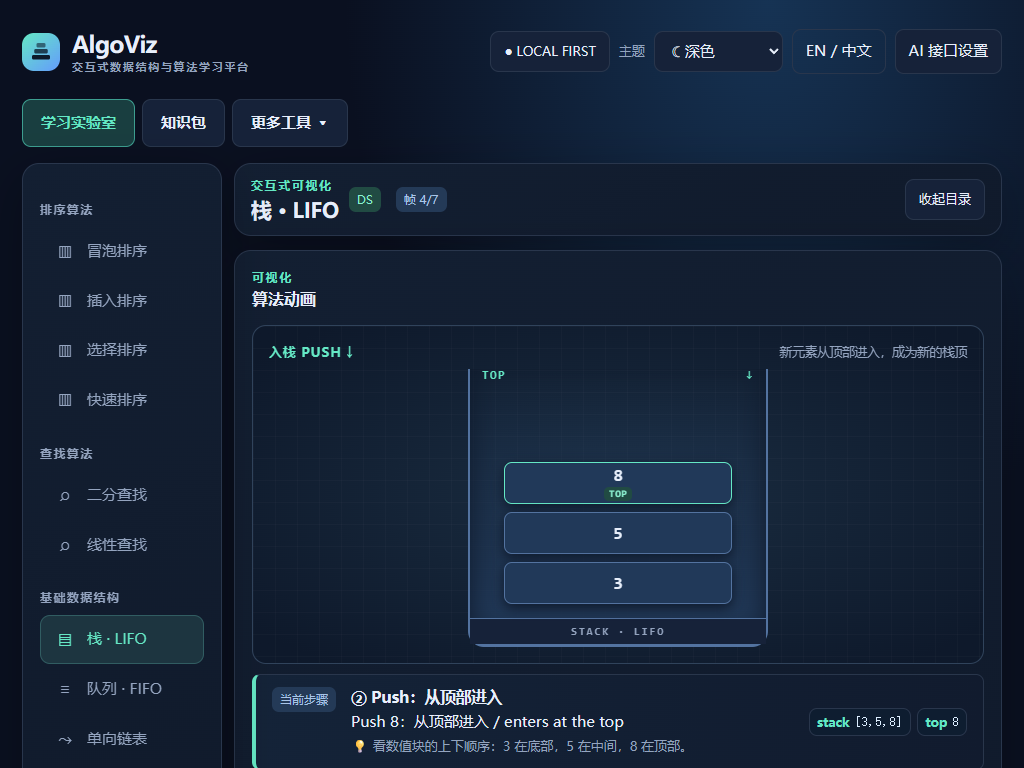 AlgoViz
交互式数据结构与算法学习平台
● LOCAL FIRST
主题
☾ 深色
EN / 中文
AI 接口设置
学习实验室
知识包
更多工具 ▾
排序算法
▥ 冒泡排序
▥ 插入排序
▥ 选择排序
▥ 快速排序
查找算法
⌕ 二分查找
⌕ 线性查找
基础数据结构
▤ 栈 · LIFO
≡ 队列 · FIFO
⤳ 单向链表
交互式可视化
栈 • LIFO
DS
帧 4/7
收起目录
可视化
算法动画
入栈 PUSH ↓
新元素从顶部进入，成为新的栈顶
TOP ↓
8
TOP
5
3
STACK · LIFO
当前步骤
② Push：从顶部进入
Push 8：从顶部进入 / enters at the top
💡 看数值块的上下顺序：3 在底部，5 在中间，8 在顶部。
stack [3,5,8]
top 8